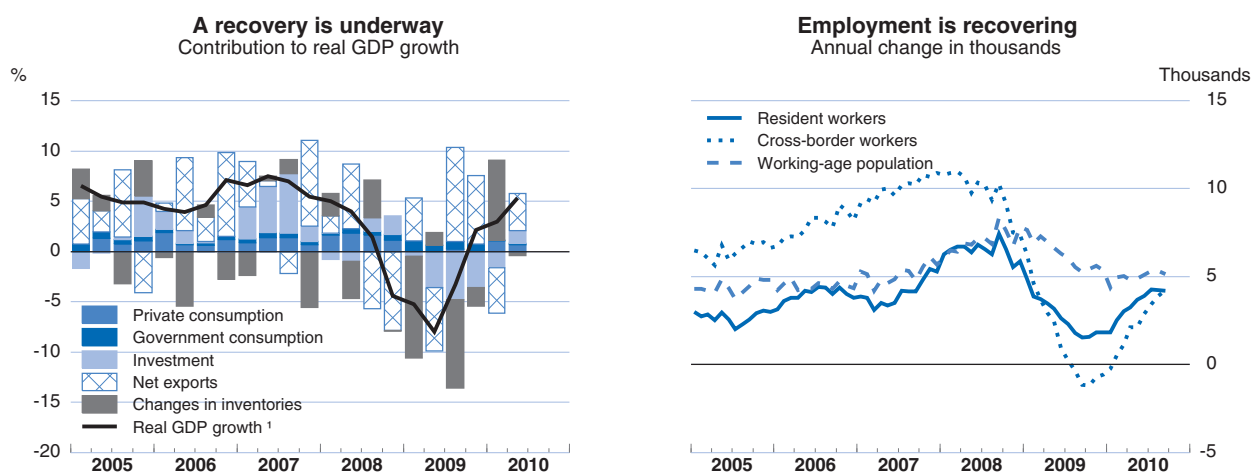 A recovery is underway
Contribution to real GDP growth
%
15
10
5
0
-5
-10
-15
-20
Private consumption
Government consumption
Investment
Net exports
Changes in inventories
Real GDP growth ¹
2005 2006 2007 2008 2009 2010
Employment is recovering
Annual change in thousands
Thousands
15
10
5
0
-5
Resident workers
Cross-border workers
Working-age population
2005 2006 2007 2008 2009 2010